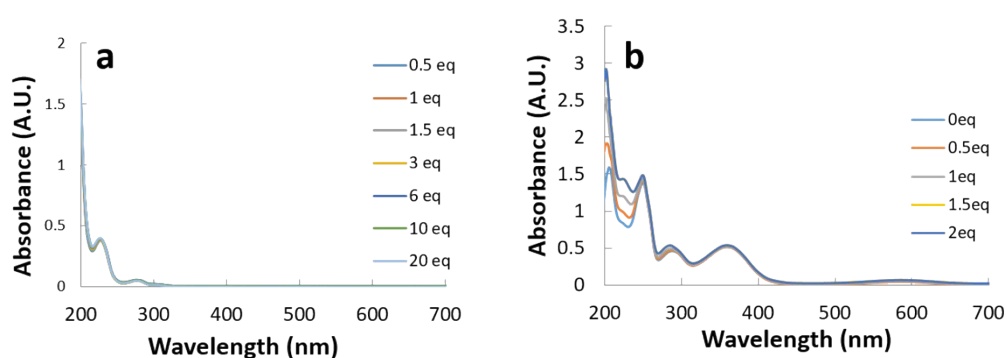 a
Absorbance (A.U.)
2
1.5
1
0.5
0
200 300 400 500 600 700
Wavelength (nm)
0.5 eq
1 eq
1.5 eq
3 eq
6 eq
10 eq
20 eq
b
Absorbance (A.U.)
3.5
3
2.5
2
1.5
1
0.5
0
200 300 400 500 600 700
Wavelength (nm)
0eq
0.5eq
1eq
1.5eq
2eq